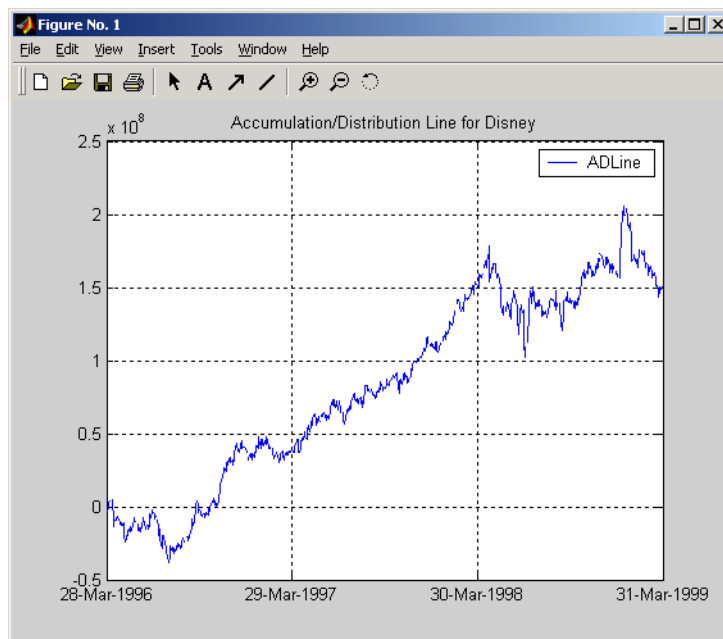 Figure No. 1
File Edit View Insert Tools Window Help
A
x 10^8
Accumulation/Distribution Line for Disney
ADLine
2.5
2
1.5
1
0.5
0
-0.5
28-Mar-1996 29-Mar-1997 30-Mar-1998 31-Mar-1999